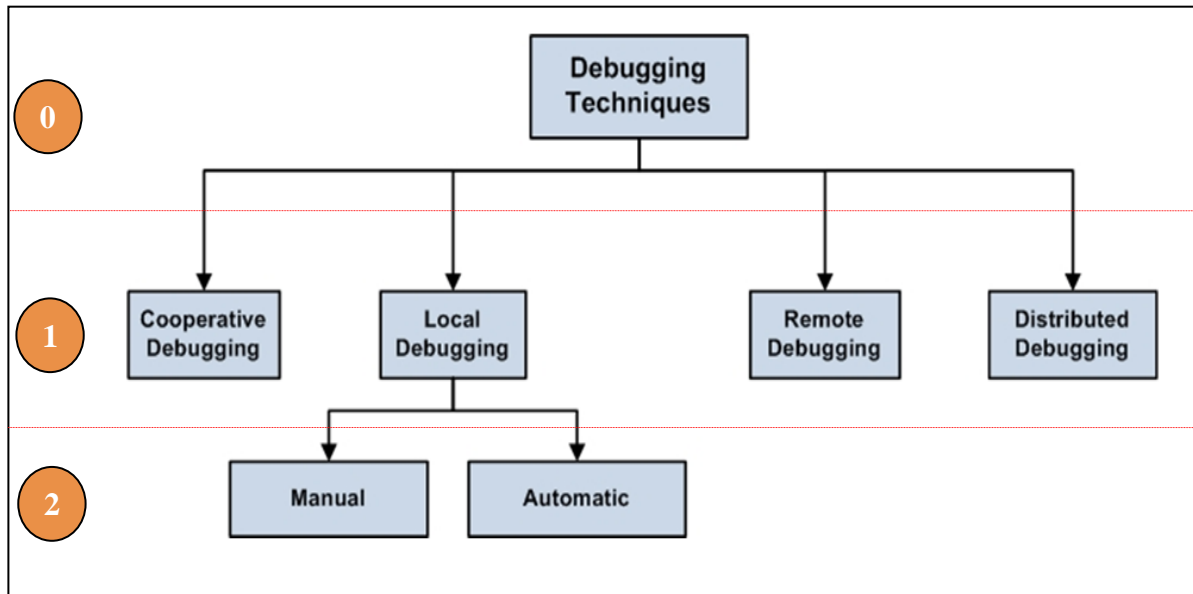 Debugging
Techniques
0
1
Cooperative
Debugging
Local
Debugging
Remote
Debugging
Distributed
Debugging
2
Manual
Automatic